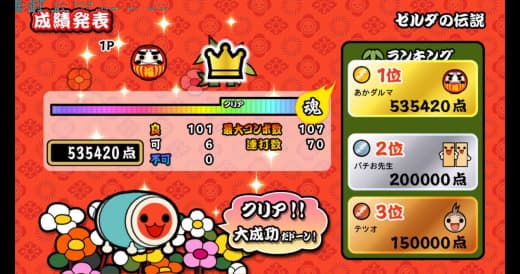 成績発表
ゼルダの伝説
1P
ランキング
1位
あかダルマ
535420点
クリア
魂
良 101
可 6
不可 0
最大コンボ数 107
連打数 70
535420点
2位
バチお先生
200000点
クリア!!
大成功だドーン!
3位
テツオ
150000点